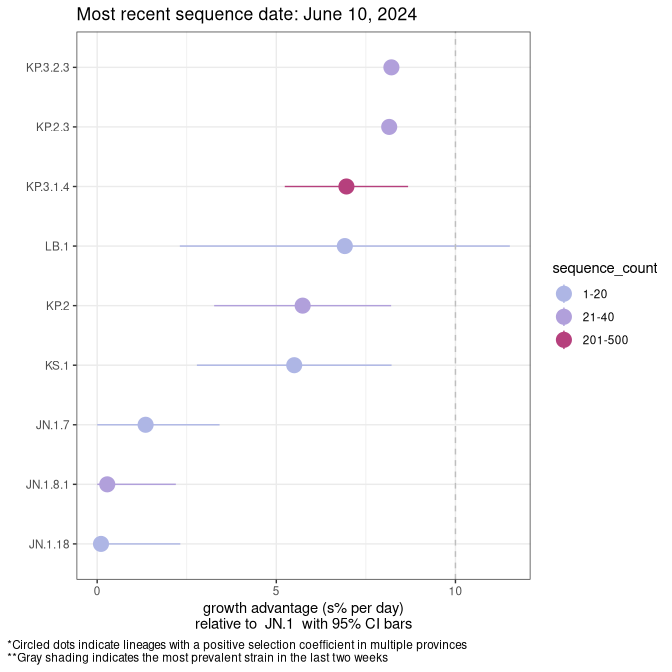 Most recent sequence date: June 10, 2024
KP.3.2.3
KP.2.3
KP.3.1.4
LB.1
KP.2
KS.1
JN.1.7
JN.1.8.1
JN.1.18
0 5 10
growth advantage (s% per day)
relative to JN.1 with 95% CI bars
sequence_count
1-20
21-40
201-500
*Circled dots indicate lineages with a positive selection coefficient in multiple provinces
**Gray shading indicates the most prevalent strain in the last two weeks